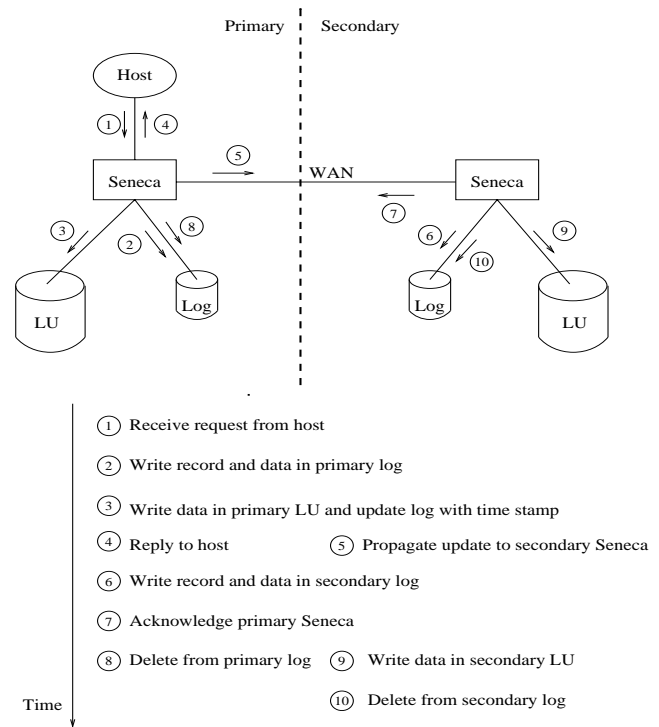 Primary Secondary
Host
1 4
5
WAN
Seneca Seneca
7
3 2 8 6 10 9
Log Log
LU LU
1 Receive request from host
2 Write record and data in primary log
3 Write data in primary LU and update log with time stamp
4 Reply to host 5 Propagate update to secondary Seneca
6 Write record and data in secondary log
7 Acknowledge primary Seneca
8 Delete from primary log 9 Write data in secondary LU
Time 10 Delete from secondary log